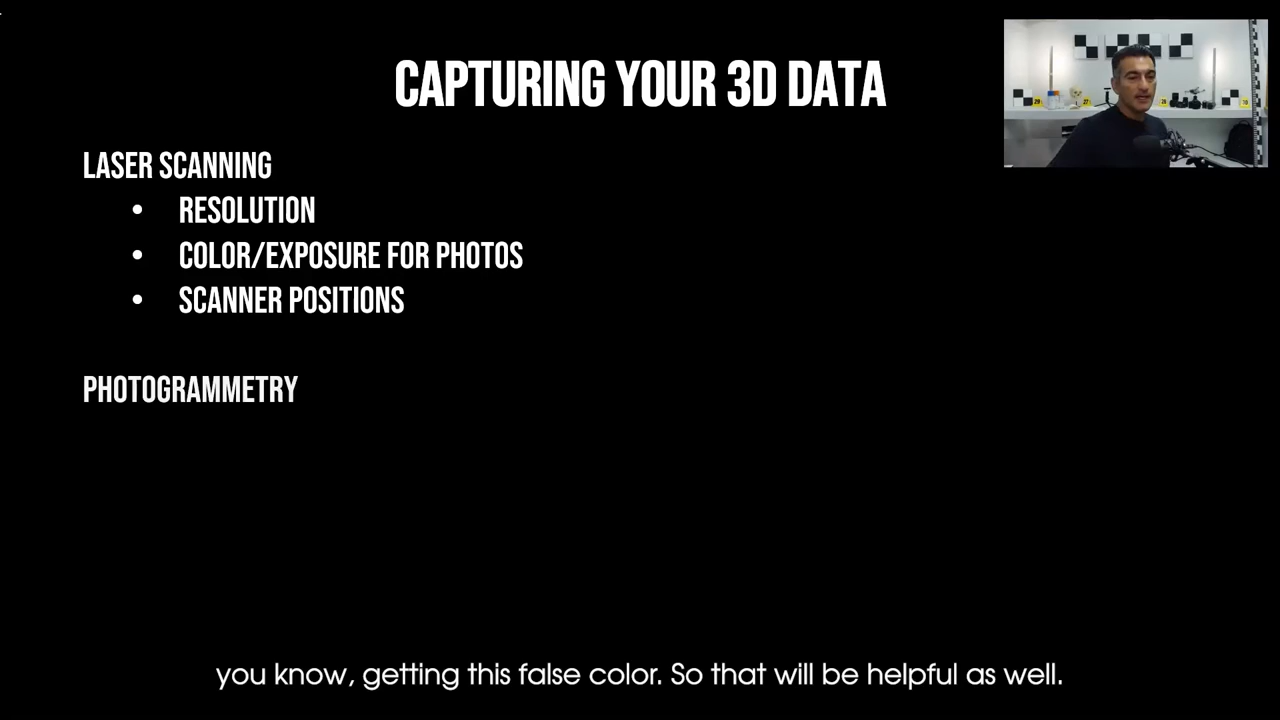 CAPTURING YOUR 3D DATA
LASER SCANNING
• RESOLUTION
• COLOR/EXPOSURE FOR PHOTOS
• SCANNER POSITIONS
PHOTOGRAMMETRY
you know, getting this false color. So that will be helpful as well.